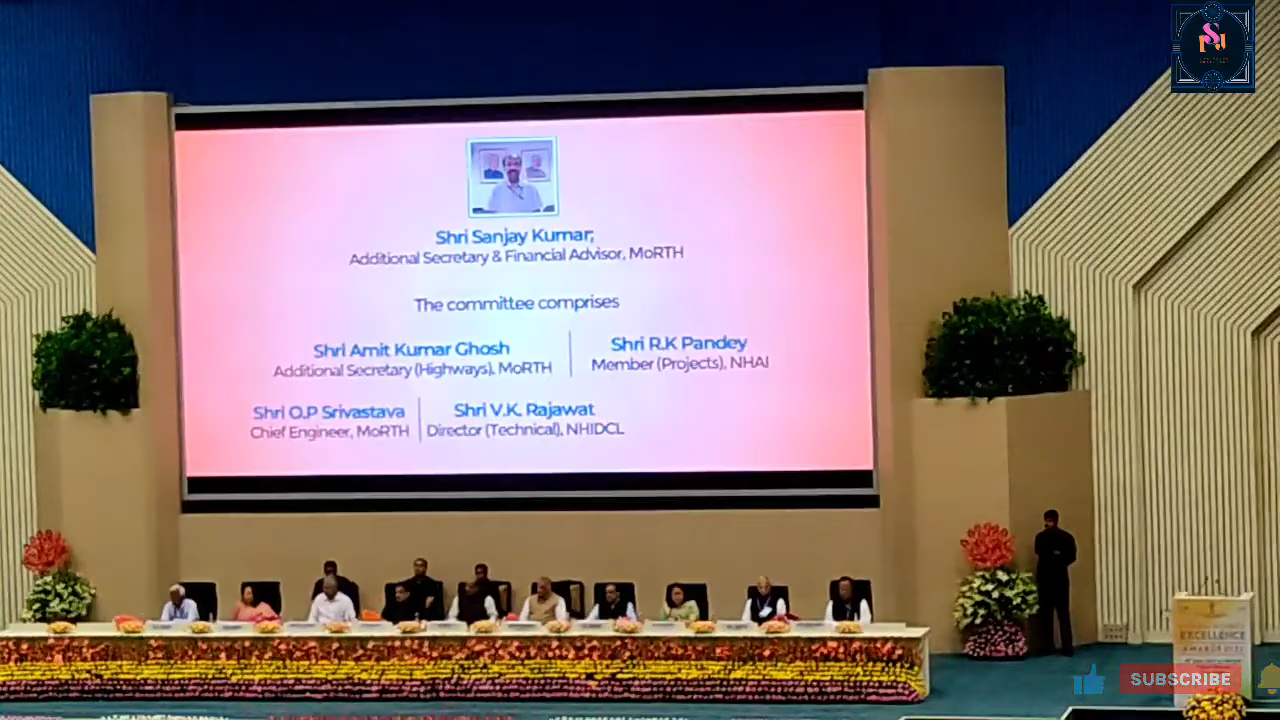 Shri Sanjay Kumar,
Additional Secretary & Financial Advisor, MoRTH
The committee comprises
Shri Amit Kumar Ghosh
Additional Secretary (Highways), MoRTH
Shri R.K Pandey
Member (Projects), NHAI
Shri O.P Srivastava
Chief Engineer, MoRTH
Shri V.K. Rajawat
Director (Technical), NHIDCL
EXCELLENCE
SUBSCRIBE